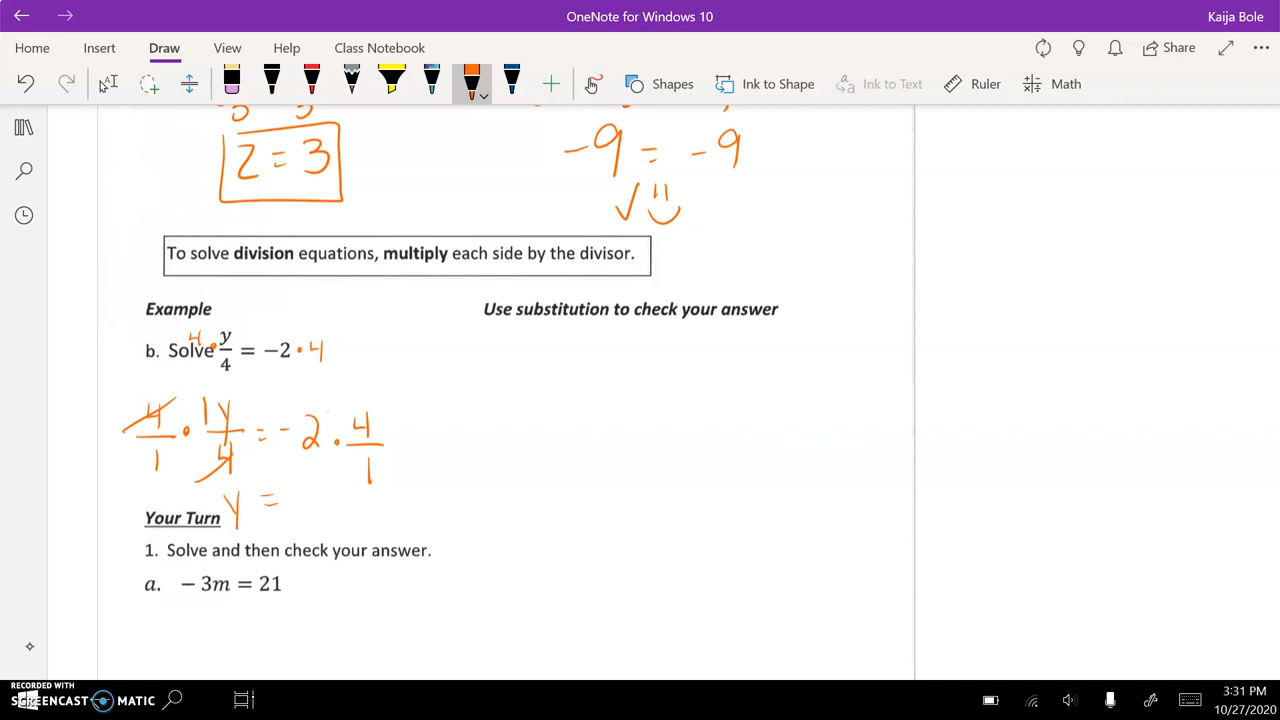 OneNote for Windows 10
Kaija Bole
Home Insert Draw View Help Class Notebook Share
Shapes Ink to Shape Ink to Text Ruler Math
2 = 3
-9 = -9
To solve division equations, multiply each side by the divisor.
Example
Use substitution to check your answer
b. Solve 4 · y/4 = −2 · 4
4/1 · 1y/4 = -2 · 4/1
y =
Your Turn
1. Solve and then check your answer.
a. − 3m = 21
RECORDED WITH
SCREENCAST MATIC
3:31 PM
10/27/2020